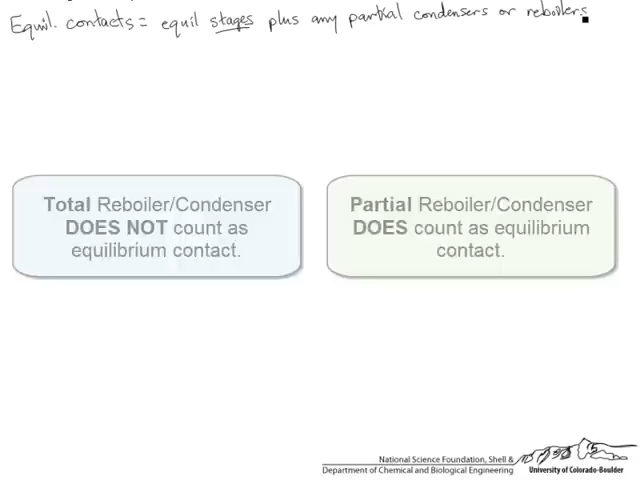 Equil. contacts = equil stages plus any partial condensers or reboilers
Total Reboiler/Condenser
DOES NOT count as
equilibrium contact.
Partial Reboiler/Condenser
DOES count as equilibrium
contact.
National Science Foundation, Shell &
Department of Chemical and Biological Engineering
University of Colorado-Boulder